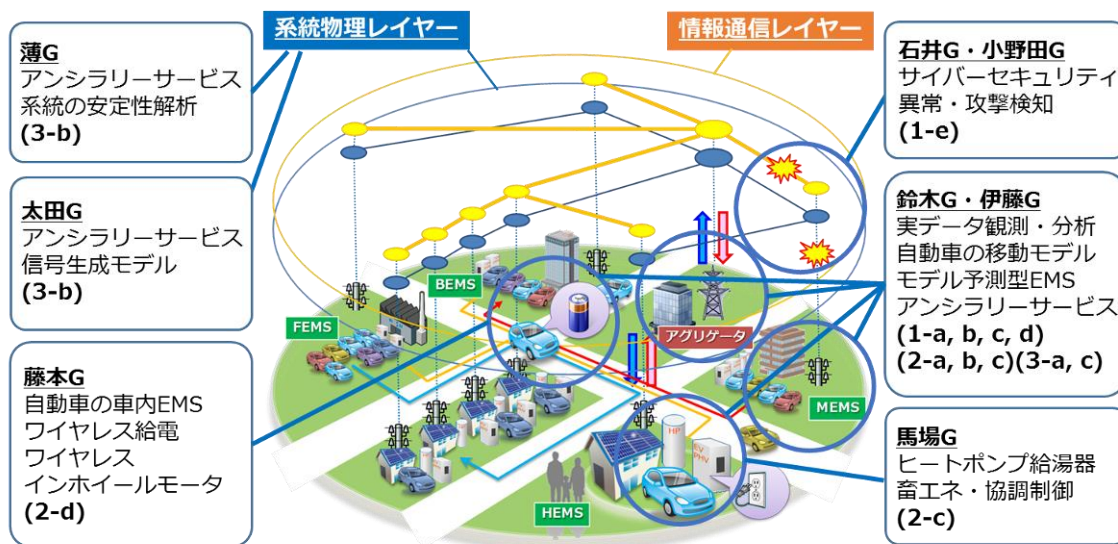 系統物理レイヤー
情報通信レイヤー
薄G
アンシラリーサービス
系統の安定性解析
(3-b)
太田G
アンシラリーサービス
信号生成モデル
(3-b)
藤本G
自動車の車内EMS
ワイヤレス給電
ワイヤレス
インホイールモータ
(2-d)
BEMS
FEMS
アグリゲータ
MEMS
HEMS
HP
EV
PHV
石井G・小野田G
サイバーセキュリティ
異常・攻撃検知
(1-e)
鈴木G・伊藤G
実データ観測・分析
自動車の移動モデル
モデル予測型EMS
アンシラリーサービス
(1-a, b, c, d)
(2-a, b, c)(3-a, c)
馬場G
ヒートポンプ給湯器
畜エネ・協調制御
(2-c)